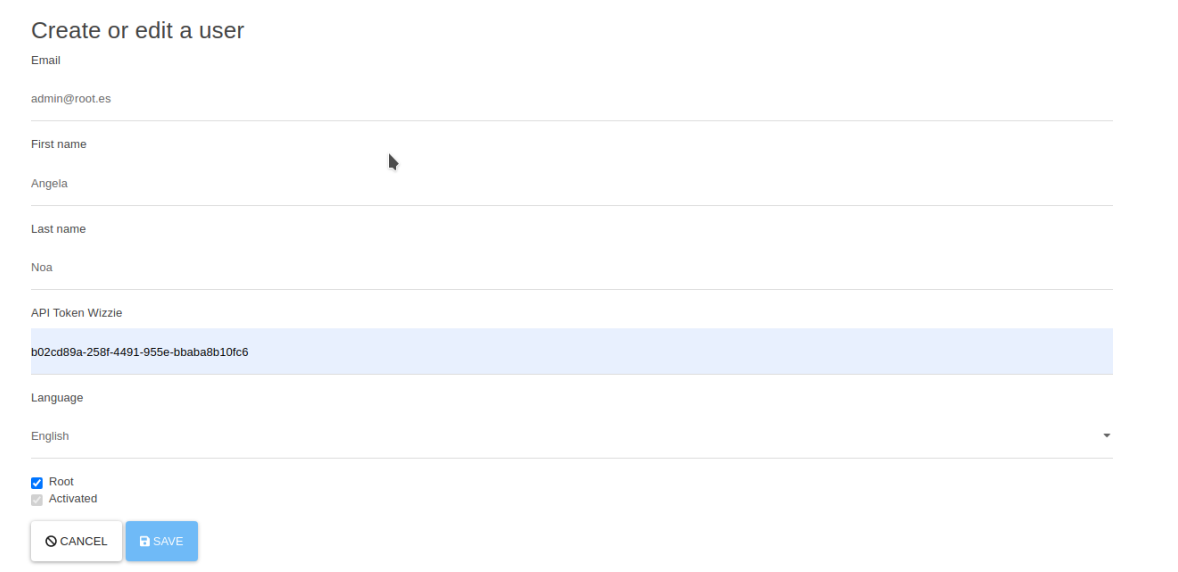 Create or edit a user
Email
admin@root.es
First name
Angela
Last name
Noa
API Token Wizzie
b02cd89a-258f-4491-955e-bbaba8b10fc6
Language
English
Root
Activated
CANCEL SAVE